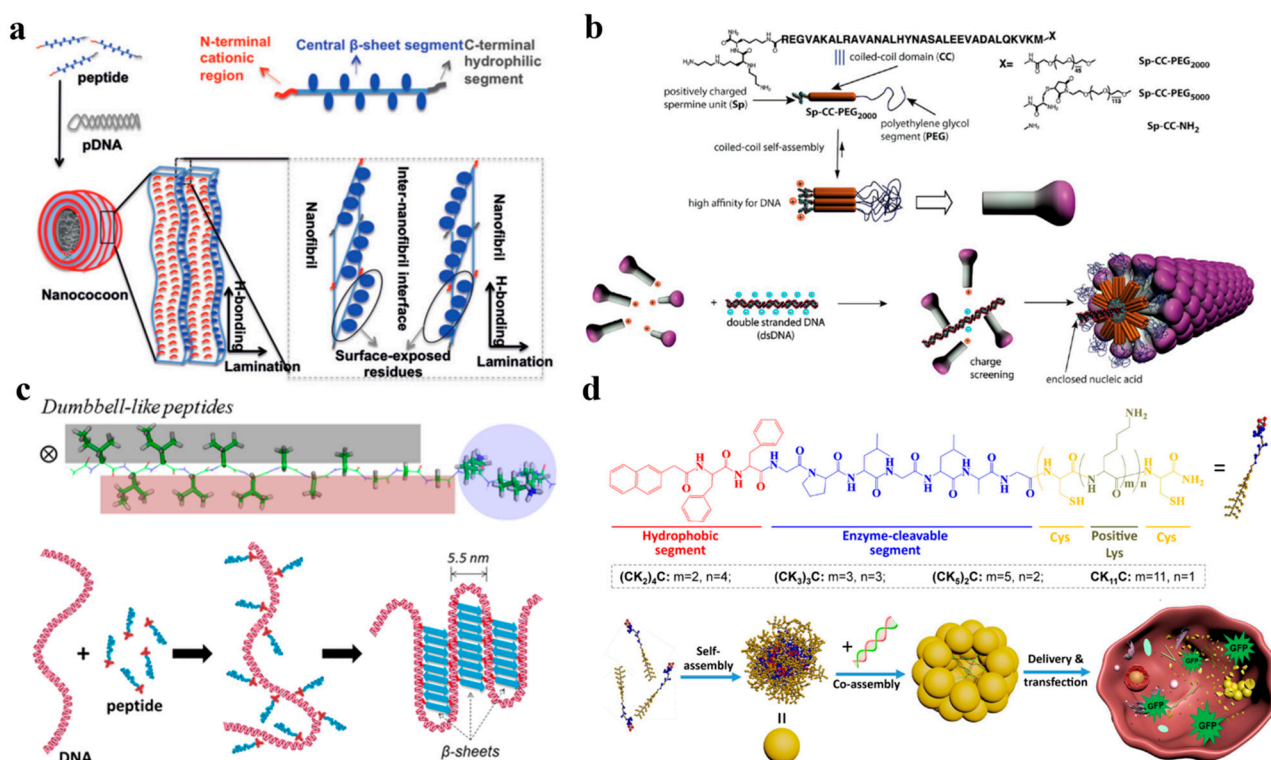 a
peptide
pDNA
Nanococoon
N-terminal
cationic
region
Central β-sheet segment
C-terminal
hydrophilic
segment
H-bonding
Lamination
Nanofibril
Inter-nanofibril interface
Nanofibril
H-bonding
Surface-exposed
residues
Lamination
b
REGVAKALRAVANALHYNASALEEVADALQKVKM
X
coiled-coil domain (CC)
X=
Sp-CC-PEG2000
Sp-CC-PEG5000
Sp-CC-NH2
positively charged
spermine unit (Sp)
Sp-CC-PEG2000
polyethylene glycol
segment (PEG)
coiled-coil self-assembly
high affinity for DNA
+
double stranded DNA
(dsDNA)
charge
screening
enclosed nucleic acid
c
Dumbbell-like peptides
+
peptide
DNA
5.5 nm
β-sheets
d
NH2
Hydrophobic
segment
Enzyme-cleavable
segment
Cys
Positive
Lys
Cys
=
(CK2)4C: m=2, n=4;
(CK3)3C: m=3, n=3;
(CK5)2C: m=5, n=2;
CK11C: m=11, n=1
Self-
assembly
+
Co-assembly
Delivery &
transfection
GFP
GFP
GFP
GFP